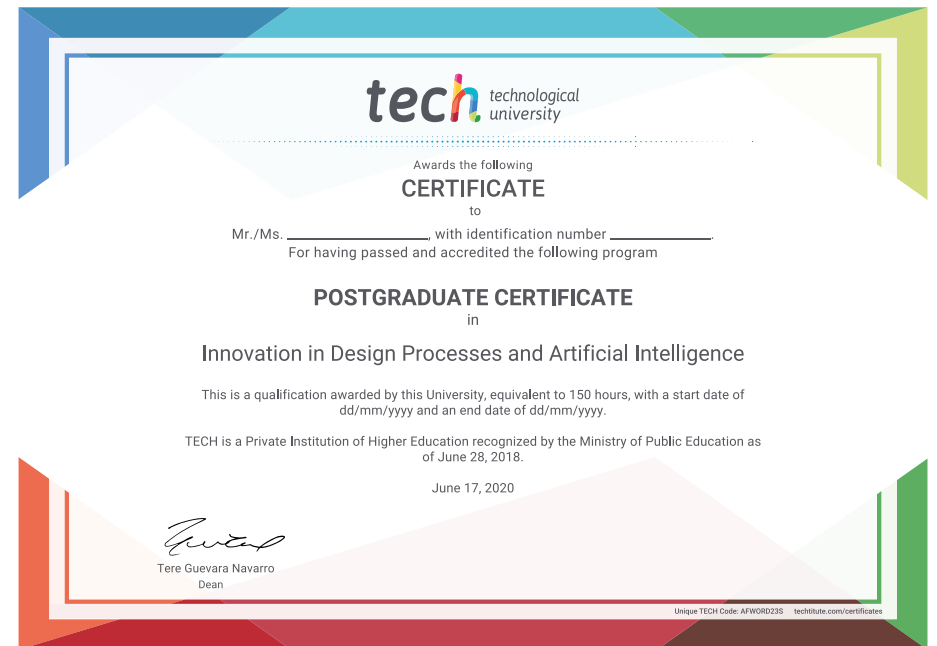 tech technological
university
Awards the following
CERTIFICATE
to
Mr./Ms. ____________________, with identification number ______________.
For having passed and accredited the following program
POSTGRADUATE CERTIFICATE
in
Innovation in Design Processes and Artificial Intelligence
This is a qualification awarded by this University, equivalent to 150 hours, with a start date of
dd/mm/yyyy and an end date of dd/mm/yyyy.
TECH is a Private Institution of Higher Education recognized by the Ministry of Public Education as
of June 28, 2018.
June 17, 2020
Tere Guevara Navarro
Dean
Unique TECH Code: AFWORD23S techtitute.com/certificates